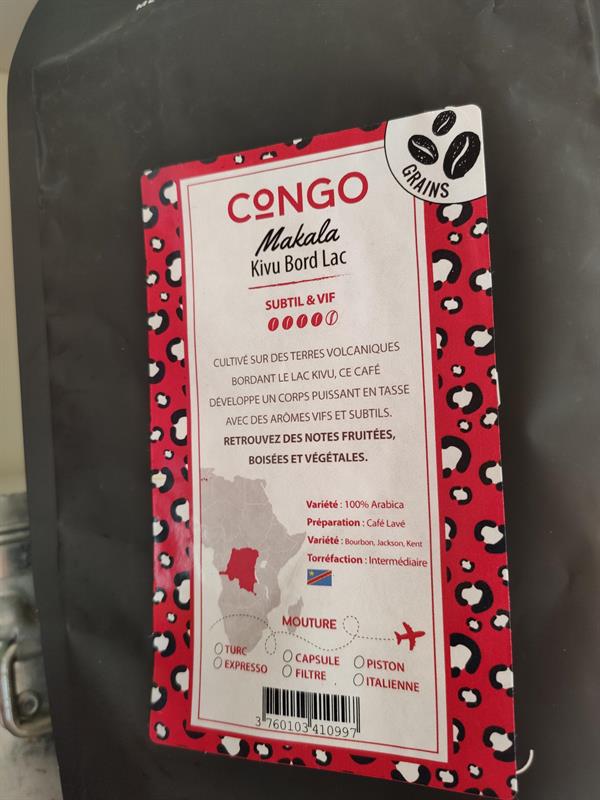 GRAINS
CONGO
Makala
Kivu Bord Lac
SUBTIL & VIF
CULTIVÉ SUR DES TERRES VOLCANIQUES
BORDANT LE LAC KIVU, CE CAFÉ
DÉVELOPPE UN CORPS PUISSANT EN TASSE
AVEC DES ARÔMES VIFS ET SUBTILS.
RETROUVEZ DES NOTES FRUITÉES,
BOISÉES ET VÉGÉTALES.
Variété : 100% Arabica
Préparation : Café Lavé
Variété : Bourbon, Jackson, Kent
Torréfaction : Intermédiaire
MOUTURE
TURC CAPSULE PISTON
EXPRESSO FILTRE ITALIENNE
3 760103 410997